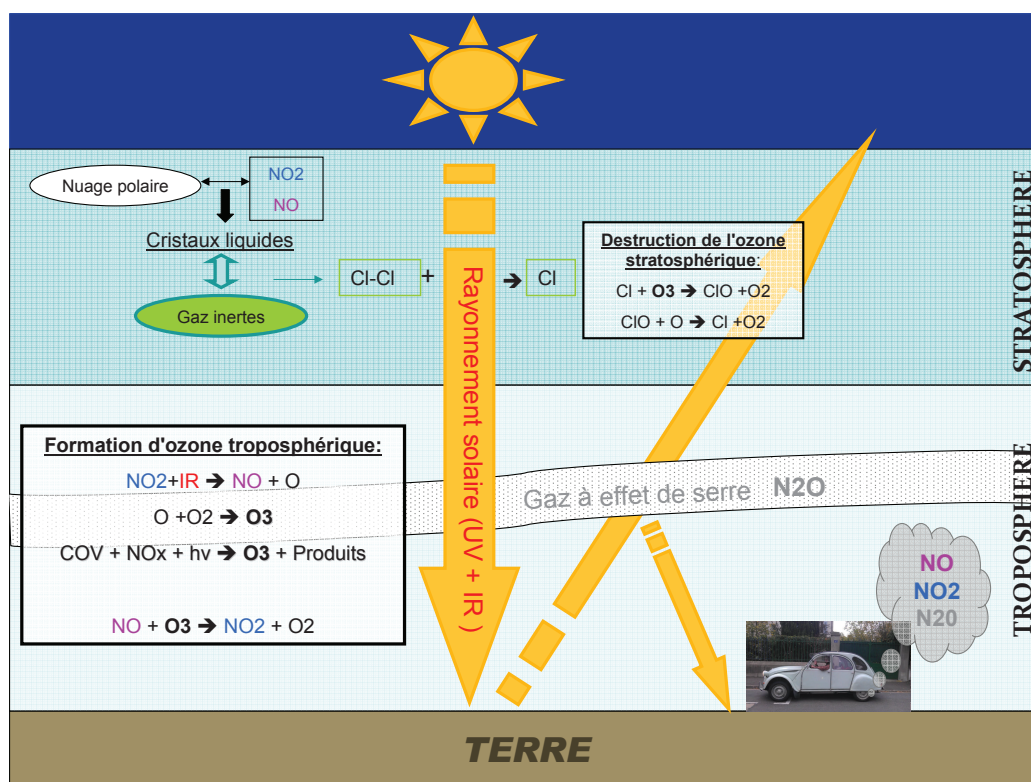 Nuage polaire
NO2
NO
Cristaux liquides
Gaz inertes
Cl-Cl +
➔ Cl
Rayonnement solaire (UV + IR )
Destruction de l'ozone
stratosphérique:
Cl + O3 ➔ ClO +O2
ClO + O ➔ Cl +O2
STRATOSPHERE
Formation d'ozone troposphérique:
NO2+IR ➔ NO + O
O +O2 ➔ O3
COV + NOx + hv ➔ O3 + Produits
NO + O3 ➔ NO2 + O2
Gaz à effet de serre N2O
NO
NO2
N20
TROPOSPHERE
TERRE